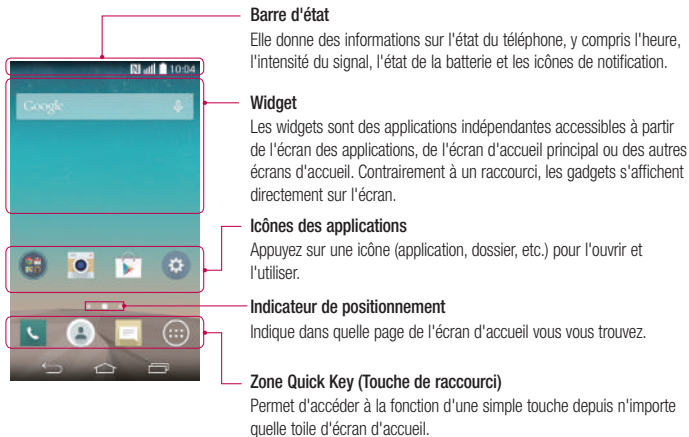 Barre d'état
Elle donne des informations sur l'état du téléphone, y compris l'heure,
l'intensité du signal, l'état de la batterie et les icônes de notification.
10:04
Google
Widget
Les widgets sont des applications indépendantes accessibles à partir
de l'écran des applications, de l'écran d'accueil principal ou des autres
écrans d'accueil. Contrairement à un raccourci, les gadgets s'affichent
directement sur l'écran.
Icônes des applications
Appuyez sur une icône (application, dossier, etc.) pour l'ouvrir et
l'utiliser.
Indicateur de positionnement
Indique dans quelle page de l'écran d'accueil vous vous trouvez.
Zone Quick Key (Touche de raccourci)
Permet d'accéder à la fonction d'une simple touche depuis n'importe
quelle toile d'écran d'accueil.